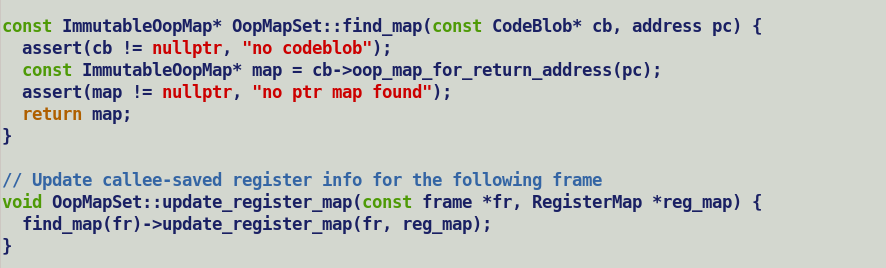 const ImmutableOopMap* OopMapSet::find_map(const CodeBlob* cb, address pc) {
  assert(cb != nullptr, "no codeblob");
  const ImmutableOopMap* map = cb->oop_map_for_return_address(pc);
  assert(map != nullptr, "no ptr map found");
  return map;
}

// Update callee-saved register info for the following frame
void OopMapSet::update_register_map(const frame *fr, RegisterMap *reg_map) {
  find_map(fr)->update_register_map(fr, reg_map);
}